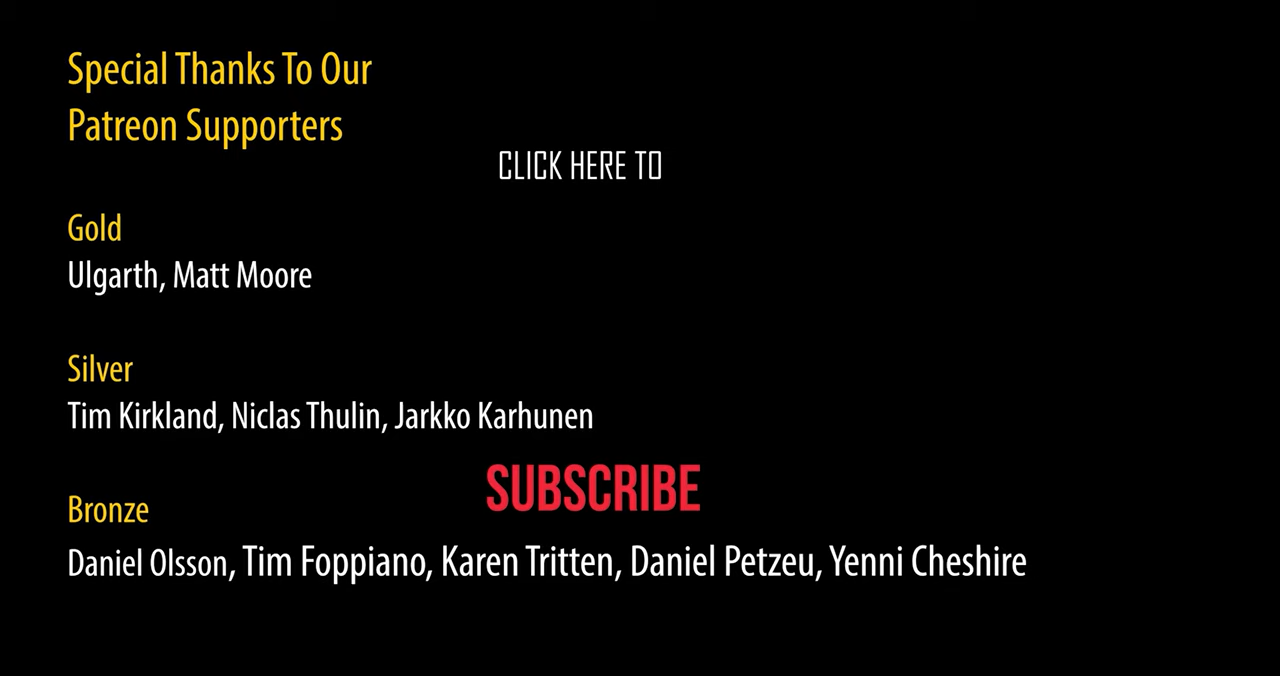 Special Thanks To Our
Patreon Supporters
CLICK HERE TO
Gold
Ulgarth, Matt Moore
Silver
Tim Kirkland, Niclas Thulin, Jarkko Karhunen
SUBSCRIBE
Bronze
Daniel Olsson, Tim Foppiano, Karen Tritten, Daniel Petzeu, Yenni Cheshire